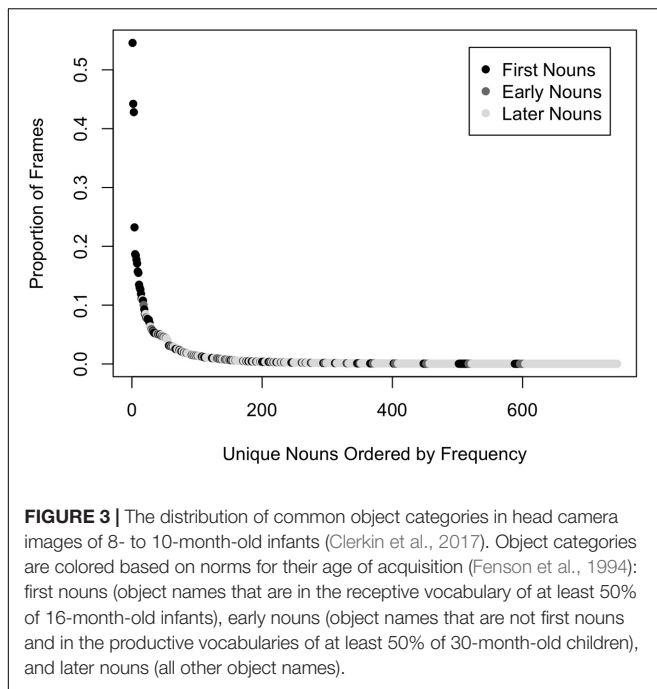 First Nouns
Early Nouns
Later Nouns
Proportion of Frames
0.5
0.4
0.3
0.2
0.1
0.0
0 200 400 600
Unique Nouns Ordered by Frequency
FIGURE 3 | The distribution of common object categories in head camera
images of 8- to 10-month-old infants (Clerkin et al., 2017). Object categories
are colored based on norms for their age of acquisition (Fenson et al., 1994):
first nouns (object names that are in the receptive vocabulary of at least 50%
of 16-month-old infants), early nouns (object names that are not first nouns
and in the productive vocabularies of at least 50% of 30-month-old children),
and later nouns (all other object names).